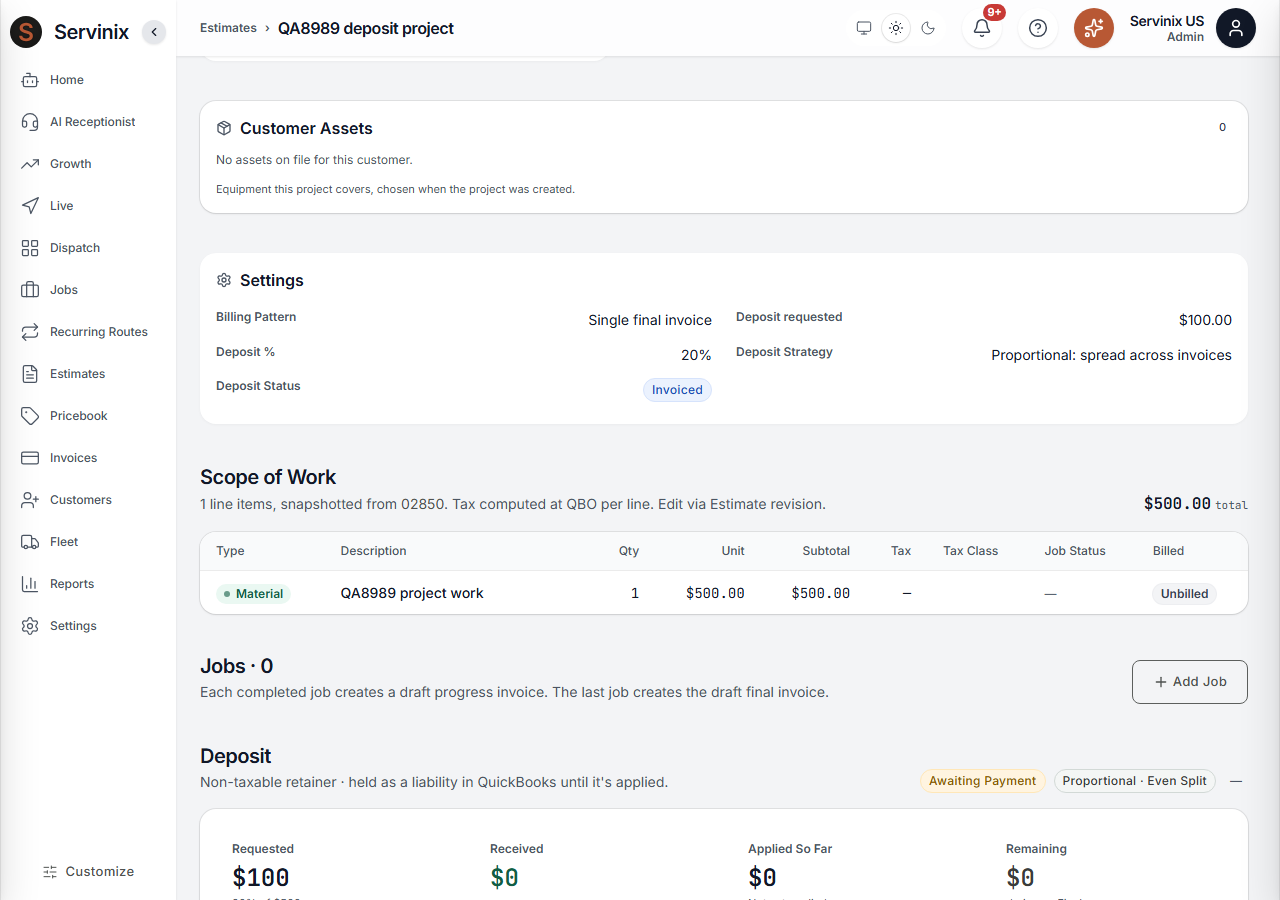 Servinix
Estimates › QA8989 deposit project
9+
Servinix US
Admin
Home
AI Receptionist
Growth
Live
Dispatch
Jobs
Recurring Routes
Estimates
Pricebook
Invoices
Customers
Fleet
Reports
Settings
Customize
Customer Assets
0
No assets on file for this customer.
Equipment this project covers, chosen when the project was created.
Settings
Billing Pattern Single final invoice Deposit requested $100.00
Deposit % 20% Deposit Strategy Proportional: spread across invoices
Deposit Status Invoiced
Scope of Work
1 line items, snapshotted from 02850. Tax computed at QBO per line. Edit via Estimate revision. $500.00 total
Type Description Qty Unit Subtotal Tax Tax Class Job Status Billed
Material QA8989 project work 1 $500.00 $500.00 — — Unbilled
Jobs · 0
Each completed job creates a draft progress invoice. The last job creates the draft final invoice.
+ Add Job
Deposit
Non-taxable retainer · held as a liability in QuickBooks until it's applied. Awaiting Payment Proportional · Even Split —
Requested Received Applied So Far Remaining
$100 $0 $0 $0